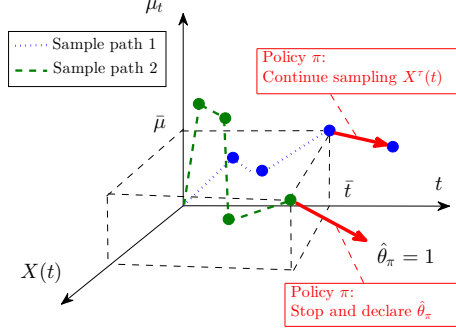 μ_t
Sample path 1
Sample path 2
Policy π:
Continue sampling X^τ(t)
μ̄
t̄
t
X(t)
θ̂_π = 1
Policy π:
Stop and declare θ̂_π